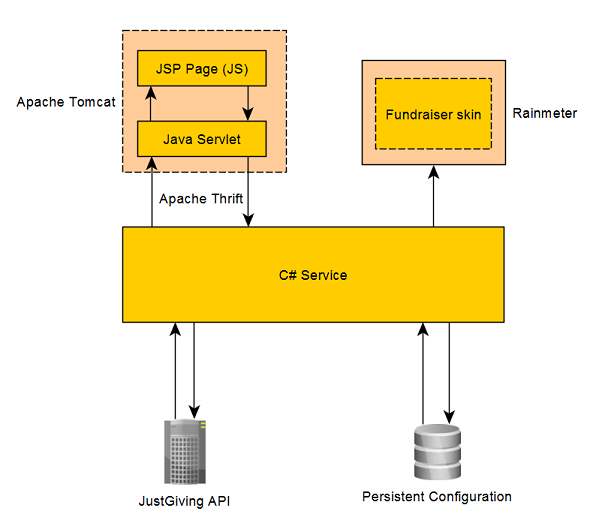 JSP Page (JS)
Apache Tomcat
Java Servlet
Fundraiser skin
Rainmeter
Apache Thrift
C# Service
JustGiving API
Persistent Configuration